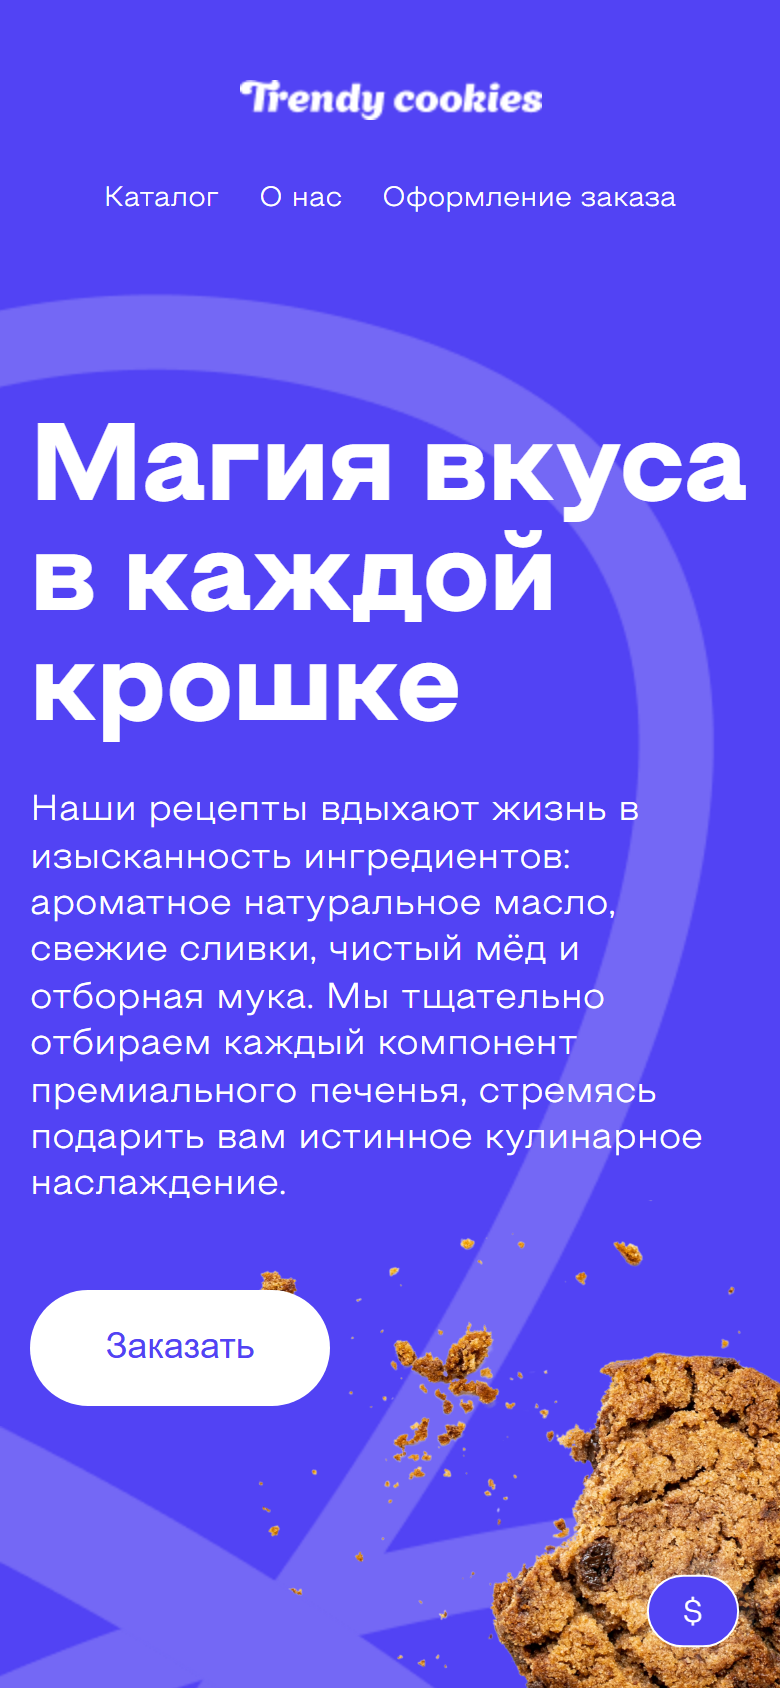 Trendy cookies
Каталог О нас Оформление заказа
Магия вкуса
в каждой
крошке
Наши рецепты вдыхают жизнь в
изысканность ингредиентов:
ароматное натуральное масло,
свежие сливки, чистый мёд и
отборная мука. Мы тщательно
отбираем каждый компонент
премиального печенья, стремясь
подарить вам истинное кулинарное
наслаждение.
Заказать
$